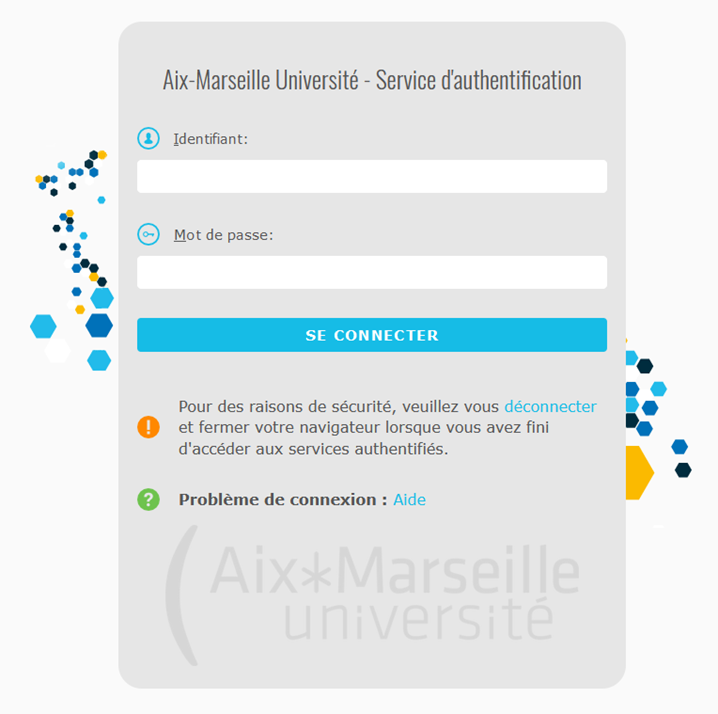 Aix-Marseille Université - Service d'authentification
Identifiant:
Mot de passe:
SE CONNECTER
Pour des raisons de sécurité, veuillez vous déconnecter
et fermer votre navigateur lorsque vous avez fini
d'accéder aux services authentifiés.
Problème de connexion : Aide
Aix*Marseille
université